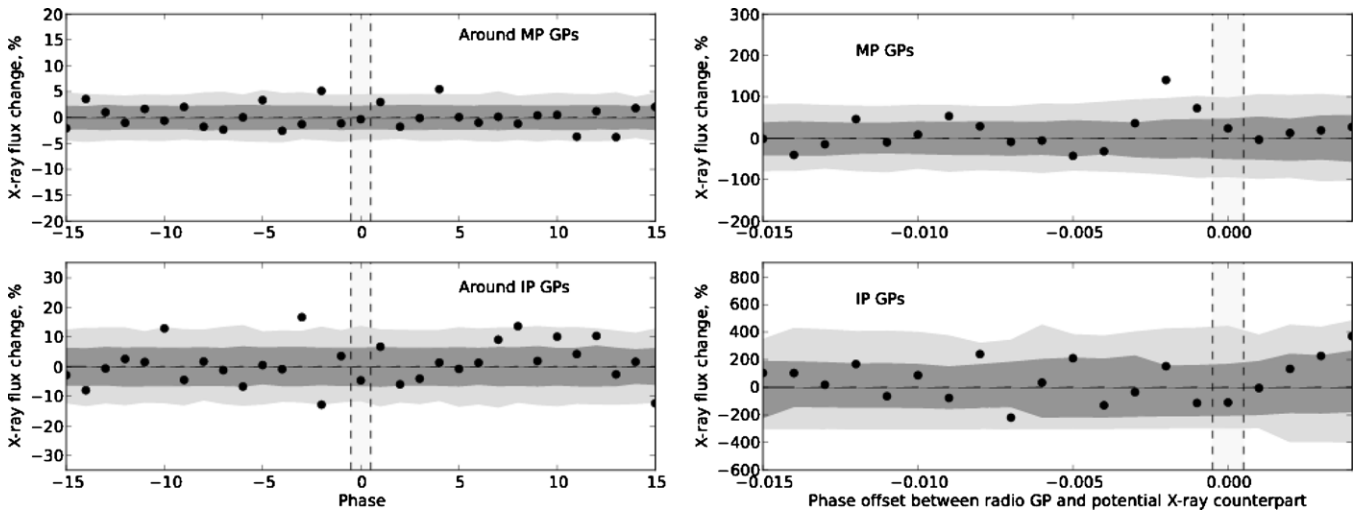 X-ray flux change, %
20
15
10
5
0
−5
−10
−15
−20
Around MP GPs
−15 −10 −5 0 5 10 15
X-ray flux change, %
300
200
100
0
−100
−200
MP GPs
−0.015 −0.010 −0.005 0.000
X-ray flux change, %
30
20
10
0
−10
−20
−30
Around IP GPs
−15 −10 −5 0 5 10 15
Phase
X-ray flux change, %
800
600
400
200
0
−200
−400
−600
IP GPs
−0.015 −0.010 −0.005 0.000
Phase offset between radio GP and potential X-ray counterpart